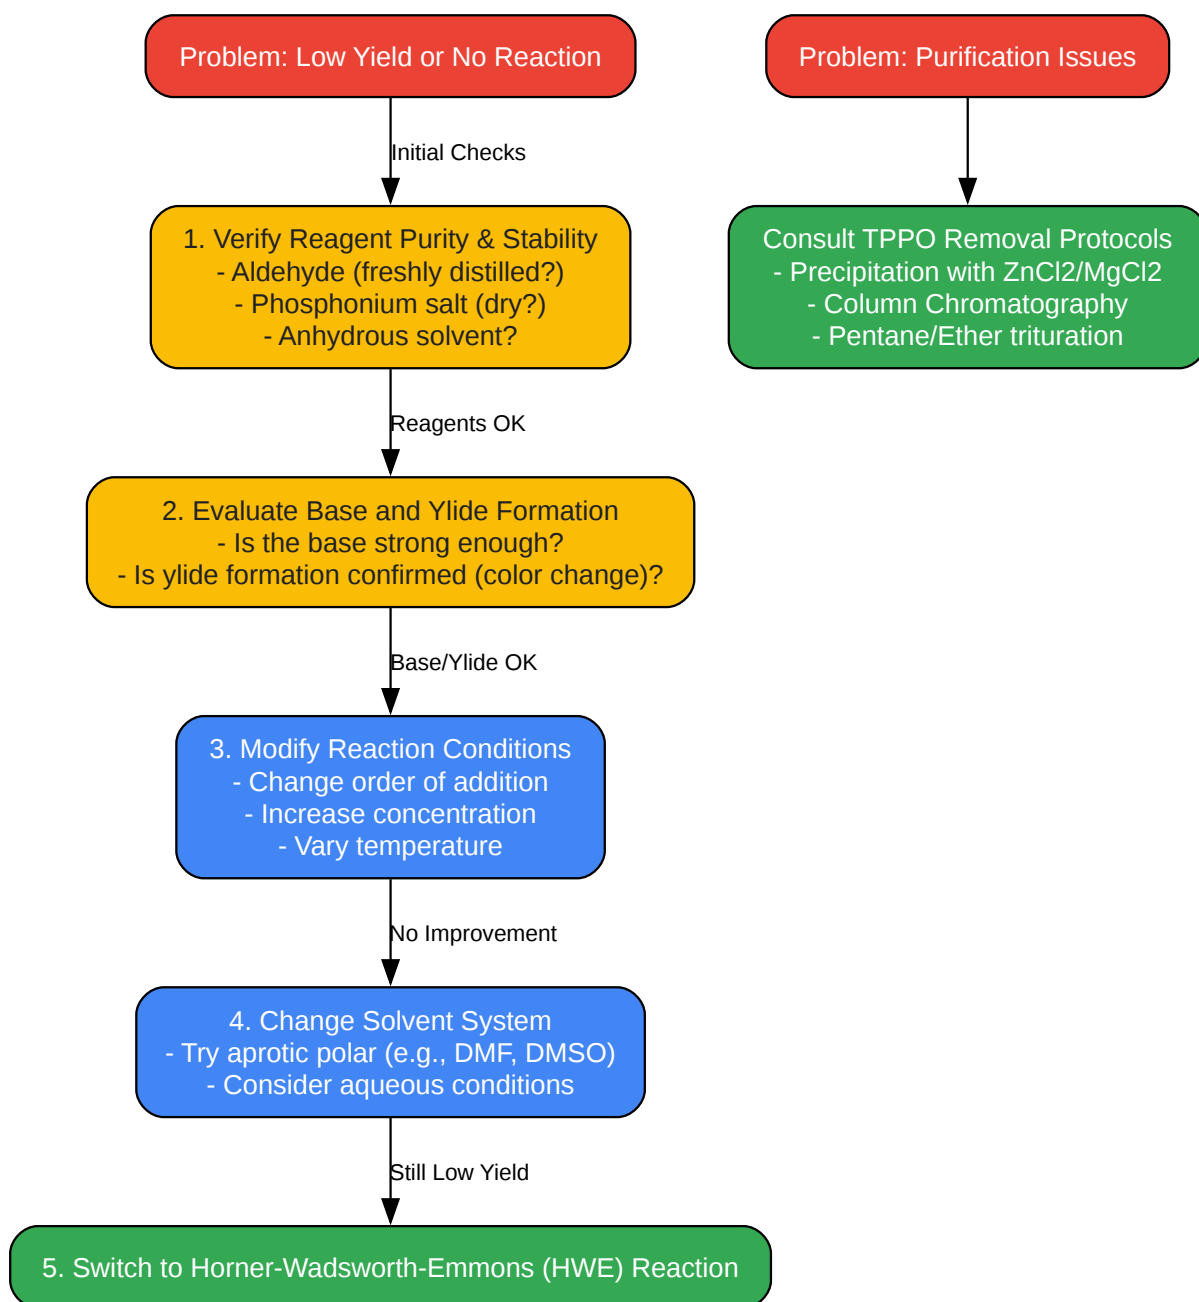 Problem: Low Yield or No Reaction
Initial Checks
1. Verify Reagent Purity & Stability
- Aldehyde (freshly distilled?)
- Phosphonium salt (dry?)
- Anhydrous solvent?
Reagents OK
2. Evaluate Base and Ylide Formation
- Is the base strong enough?
- Is ylide formation confirmed (color change)?
Base/Ylide OK
3. Modify Reaction Conditions
- Change order of addition
- Increase concentration
- Vary temperature
No Improvement
4. Change Solvent System
- Try aprotic polar (e.g., DMF, DMSO)
- Consider aqueous conditions
Still Low Yield
5. Switch to Horner-Wadsworth-Emmons (HWE) Reaction
Problem: Purification Issues
Consult TPPO Removal Protocols
- Precipitation with ZnCl2/MgCl2
- Column Chromatography
- Pentane/Ether trituration